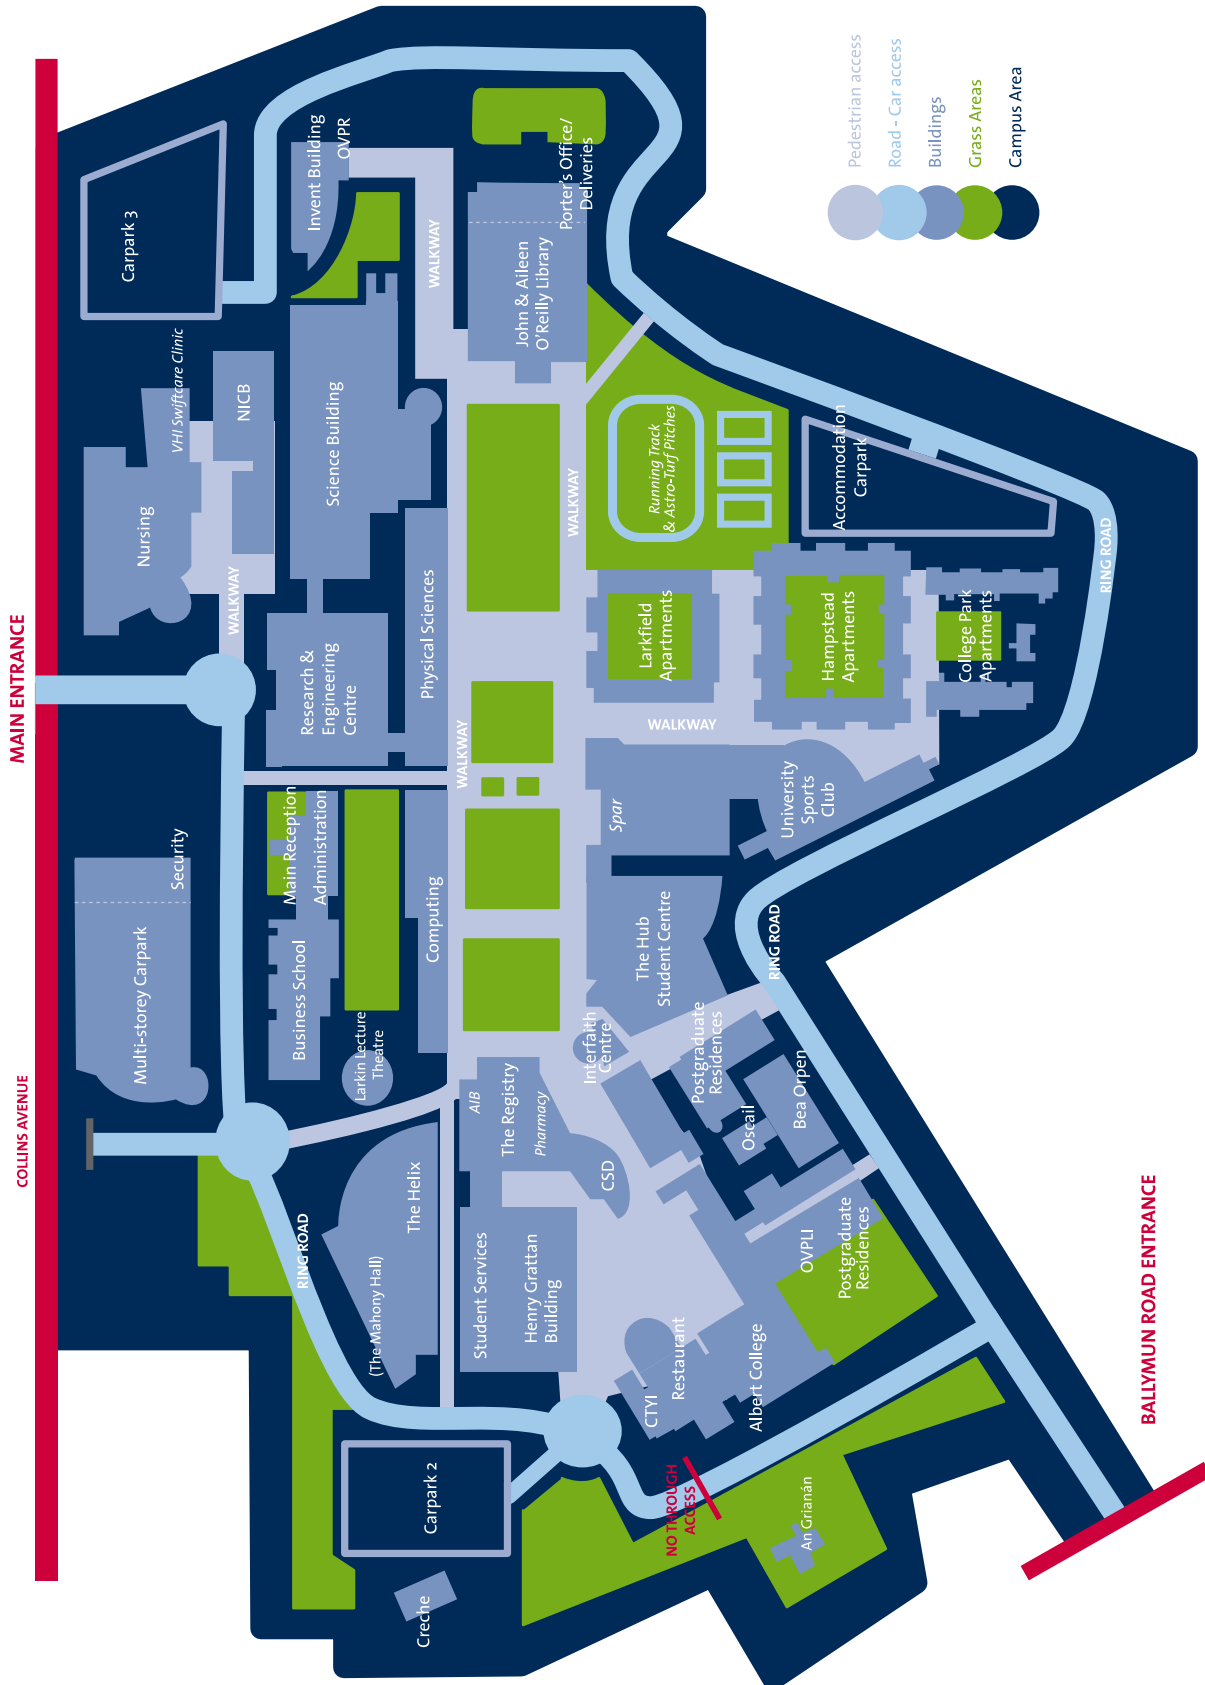 COLLINS AVENUE
MAIN ENTRANCE
Creche
Carpark 2
Multi-storey Carpark
Security
Nursing
VHI Swiftcare Clinic
NICB
Carpark 3
WALKWAY
RING ROAD
(The Mahony Hall)
The Helix
Larkin Lecture
Theatre
Business School
Main Reception
Administration
Computing
Research &
Engineering
Centre
Physical Sciences
Science Building
Invent Building
OVPR
WALKWAY
WALKWAY
Student Services
Henry Grattan
Building
AIB
The Registry
Pharmacy
CSD
John & Aileen
O'Reilly Library
Porter's Office/
Deliveries
WALKWAY
NO THROUGH
ACCESS
CTYI
Restaurant
Albert College
An Grianán
Interfaith
Centre
Postgraduate
Residences
Oscail
Bea Orpen
OVPLI
Postgraduate
Residences
The Hub
Student Centre
Spar
WALKWAY
University
Sports
Club
RING ROAD
Larkfield
Apartments
Running Track
& Astro-Turf Pitches
Hampstead
Apartments
Accommodation
Carpark
College Park
Apartments
RING ROAD
BALLYMUN ROAD ENTRANCE
Pedestrian access
Road - Car access
Buildings
Grass Areas
Campus Area